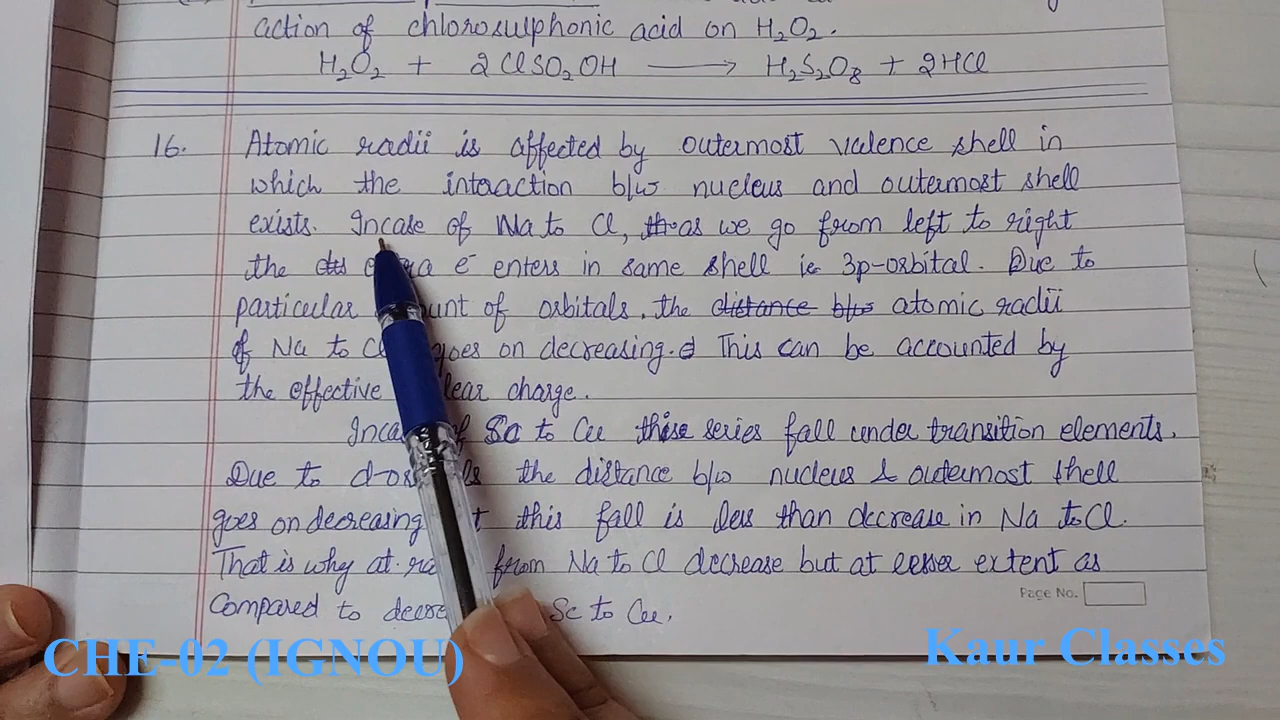 action of chlorosulphonic acid on H₂O₂.
H₂O₂ + 2ClSO₂OH ⟶ H₂S₂O₈ + 2HCl
16. Atomic radii is affected by outermost valence shell in
which the intraction b/w nucleus and outermost shell
exists. Incase of Na to Cl, as we go from left to right
the e⁻ enters in same shell ie 3p-orbital. Due to
particular of orbitals, the distance b/w atomic radii
of Na to goes on decreasing. This can be accounted by
the effective charge.
of Sc to Cu these series fall under transition elements.
Due to the distance b/w nucleus & outermost shell
goes on decreasing this fall is less than decrease in Na to Cl.
That is why at. from Na to Cl decrease but at lesser extent as
Compared to Sc to Cu.
Page No.
CHE-02 (IGNOU)
Kaur Classes